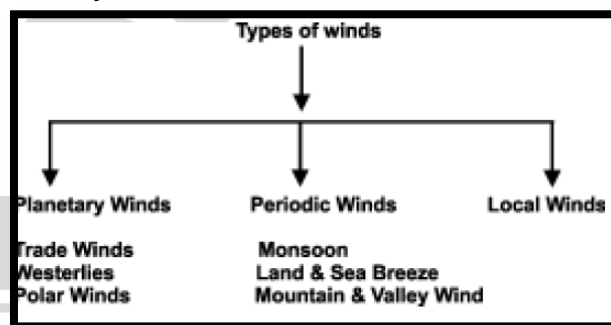 Types of winds
Planetary Winds Periodic Winds Local Winds
Trade Winds Monsoon
Westerlies Land & Sea Breeze
Polar Winds Mountain & Valley Wind